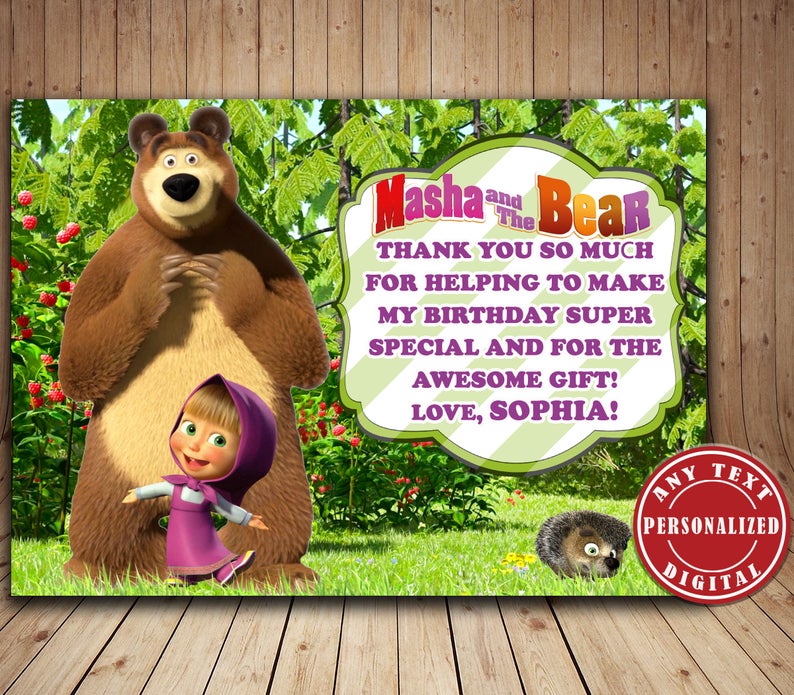 Masha and The Bear
THANK YOU SO MUCH
FOR HELPING TO MAKE
MY BIRTHDAY SUPER
SPECIAL AND FOR THE
AWESOME GIFT!
LOVE, SOPHIA!
ANY TEXT
PERSONALIZED
DIGITAL